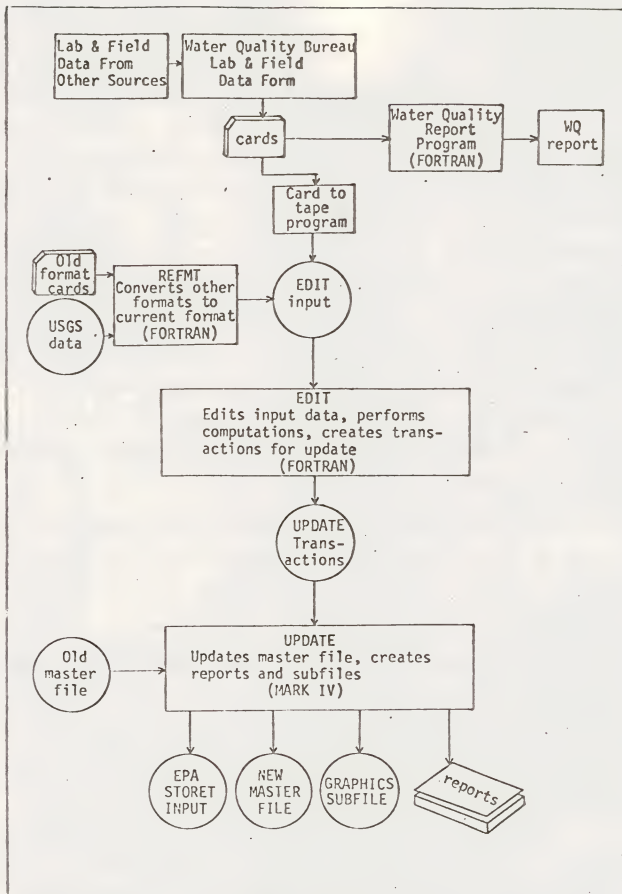 Lab & Field
Data From
Other Sources
Water Quality Bureau
Lab & Field
Data Form
cards
Water Quality
Report
Program
(FORTRAN)
WQ
report
Card to
tape
program
Old
format
cards
REFMT
Converts other
formats to
current format
(FORTRAN)
EDIT
input
USGS
data
EDIT
Edits input data, performs
computations, creates trans-
actions for update
(FORTRAN)
UPDATE
Trans-
actions
Old
master
file
UPDATE
Updates master file, creates
reports and subfiles
(MARK IV)
EPA
STORET
INPUT
NEW
MASTER
FILE
GRAPHICS
SUBFILE
reports